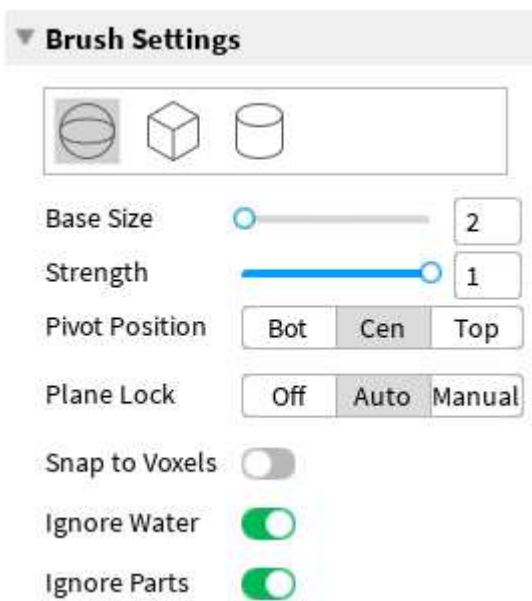 Brush Settings
Base Size 2
Strength 1
Pivot Position Bot Cen Top
Plane Lock Off Auto Manual
Snap to Voxels
Ignore Water
Ignore Parts